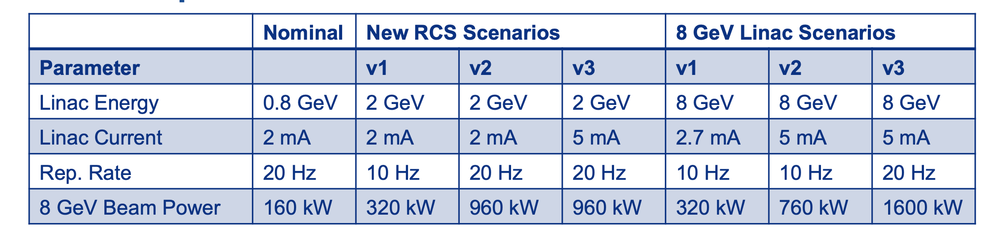 Nominal New RCS Scenarios 8 GeV Linac Scenarios
Parameter v1 v2 v3 v1 v2 v3
Linac Energy 0.8 GeV 2 GeV 2 GeV 2 GeV 8 GeV 8 GeV 8 GeV
Linac Current 2 mA 2 mA 2 mA 5 mA 2.7 mA 5 mA 5 mA
Rep. Rate 20 Hz 10 Hz 20 Hz 20 Hz 10 Hz 10 Hz 20 Hz
8 GeV Beam Power 160 kW 320 kW 960 kW 960 kW 320 kW 760 kW 1600 kW